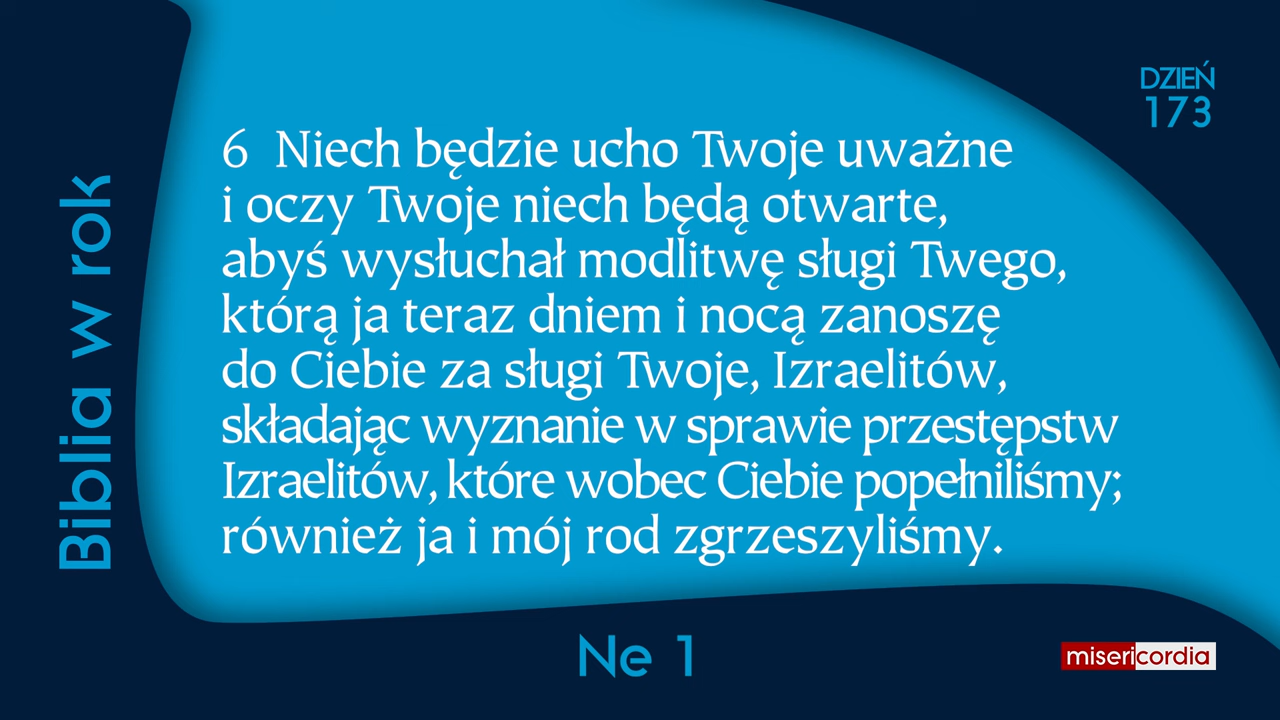 DZIEŃ
173
6 Niech będzie ucho Twoje uważne
i oczy Twoje niech będą otwarte,
abyś wysłuchał modlitwę sługi Twego,
którą ja teraz dniem i nocą zanoszę
do Ciebie za sługi Twoje, Izraelitów,
składając wyznanie w sprawie przestępstw
Izraelitów, które wobec Ciebie popełniliśmy;
również ja i mój rod zgrzeszyliśmy.
Biblia w rok
Ne 1
misericordia